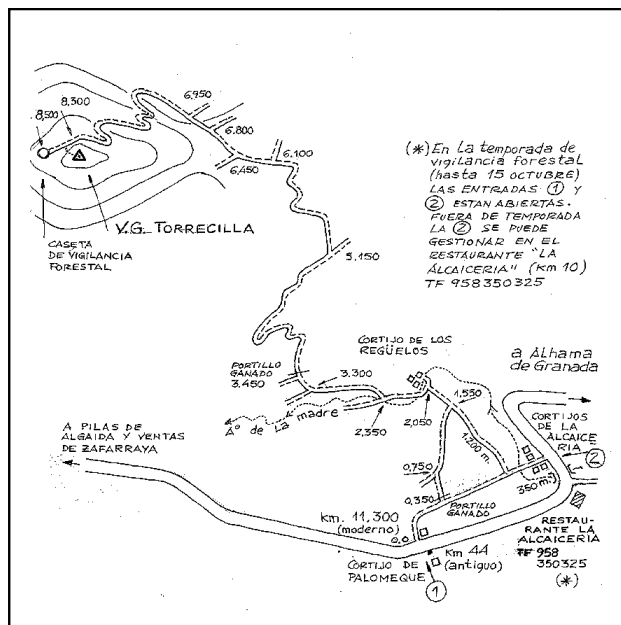 6,950
8,300
8,500
6,800
6,100
6,450
(*) En la temporada de
vigilancia forestal
(hasta 15 OCTUBRE)
LAS ENTRADAS ① y
② ESTAN ABIERTAS.
FUERA DE TEMPORADA
LA ② SE PUEDE
GESTIONAR EN EL
RESTAURANTE "LA
ALCAICERIA" (Km 10)
TF 958350325
V.G. TORRECILLA
CASETA
DE VIGILANCIA
FORESTAL
5,150
CORTIJO DE LOS
REGÜELOS
a Alhama
de Granada
PORTILLO
GANADO
3.450
3.300
1,550
CORTIJOS
DE LA
ALCAICE
RIA
Aº de La madre
2,350
2,050
1,200 m.
②
A PILAS DE
ALGAIDA Y VENTAS
DE ZAFARRAYA
0,750
0,350
350 m.
PORTILLO
GANADO
Km. 11,300
(moderno)
RESTAU-
RANTE LA
ALCAICERIA
TF 958
350325
(*)
Km 44
(antiguo)
CORTIJO DE
PALOMEQUE
①